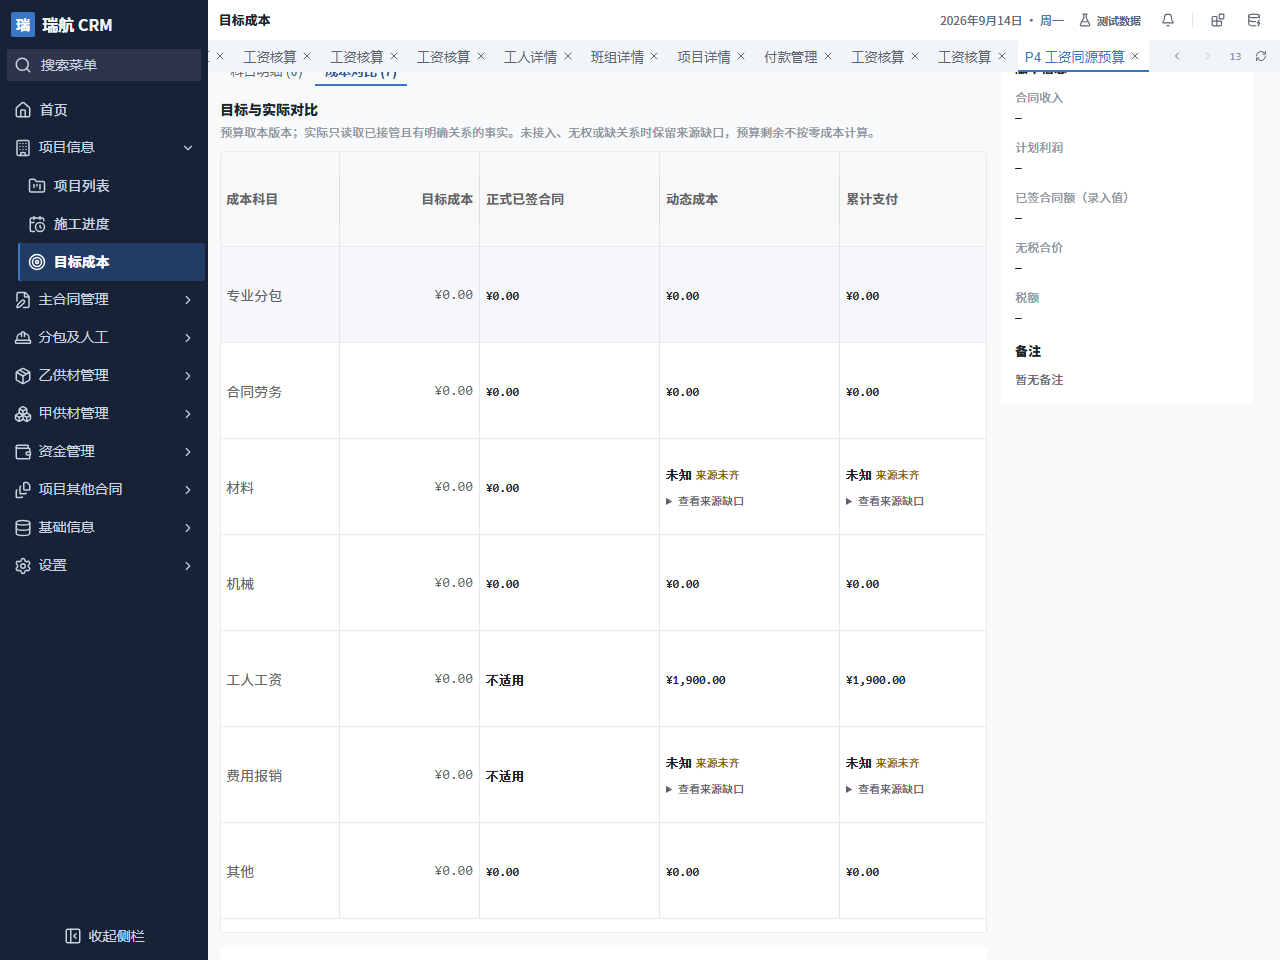 瑞 瑞航 CRM
搜索菜单
首页
项目信息
项目列表
施工进度
目标成本
主合同管理
分包及人工
乙供材管理
甲供材管理
资金管理
项目其他合同
基础信息
设置
收起侧栏
目标成本
2026年9月14日 · 周一 测试数据
工资核算 工资核算 工资核算 工人详情 班组详情 项目详情 付款管理 工资核算 工资核算 P4 工资同源预算 13
科目明细 (0) 成本对比 (7)
目标与实际对比
预算取本版本；实际只读取已接管且有明确关系的事实。未接入、无权或缺关系时保留来源缺口，预算剩余不按零成本计算。
成本科目 目标成本 正式已签合同 动态成本 累计支付
专业分包 ¥0.00 ¥0.00 ¥0.00 ¥0.00
合同劳务 ¥0.00 ¥0.00 ¥0.00 ¥0.00
材料 ¥0.00 ¥0.00 未知 来源未齐 未知 来源未齐
查看来源缺口 查看来源缺口
机械 ¥0.00 ¥0.00 ¥0.00 ¥0.00
工人工资 ¥0.00 不适用 ¥1,900.00 ¥1,900.00
费用报销 ¥0.00 不适用 未知 来源未齐 未知 来源未齐
查看来源缺口 查看来源缺口
其他 ¥0.00 ¥0.00 ¥0.00 ¥0.00
合同收入
–
计划利润
–
已签合同额（录入值）
–
无税合价
–
税额
–
备注
暂无备注